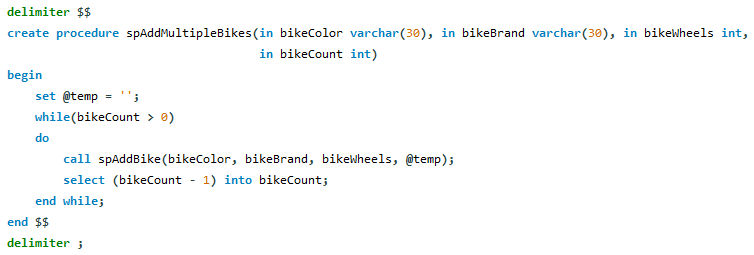 delimiter $$
create procedure spAddMultipleBikes(in bikeColor varchar(30), in bikeBrand varchar(30), in bikeWheels int,
                                    in bikeCount int)
begin
    set @temp = '';
    while(bikeCount > 0)
    do
        call spAddBike(bikeColor, bikeBrand, bikeWheels, @temp);
        select (bikeCount - 1) into bikeCount;
    end while;
end $$
delimiter ;